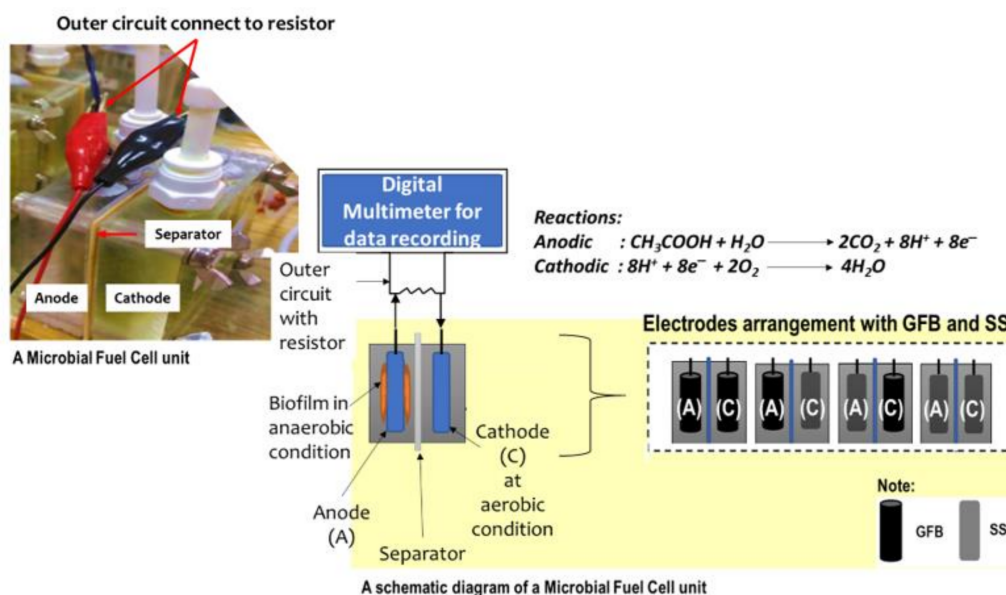 Outer circuit connect to resistor
Separator
Anode
Cathode
A Microbial Fuel Cell unit
Digital
Multimeter for
data recording
Reactions:
Anodic : CH₃COOH + H₂O ⟶ 2CO₂ + 8H⁺ + 8e⁻
Cathodic : 8H⁺ + 8e⁻ + 2O₂ ⟶ 4H₂O
Outer
circuit
with
resistor
Electrodes arrangement with GFB and SS
(A) (C) (A) (C) (A) (C) (A) (C)
Biofilm in
anaerobic
condition
Cathode
(C)
at
aerobic
condition
Anode
(A)
Separator
Note:
GFB
SS
A schematic diagram of a Microbial Fuel Cell unit